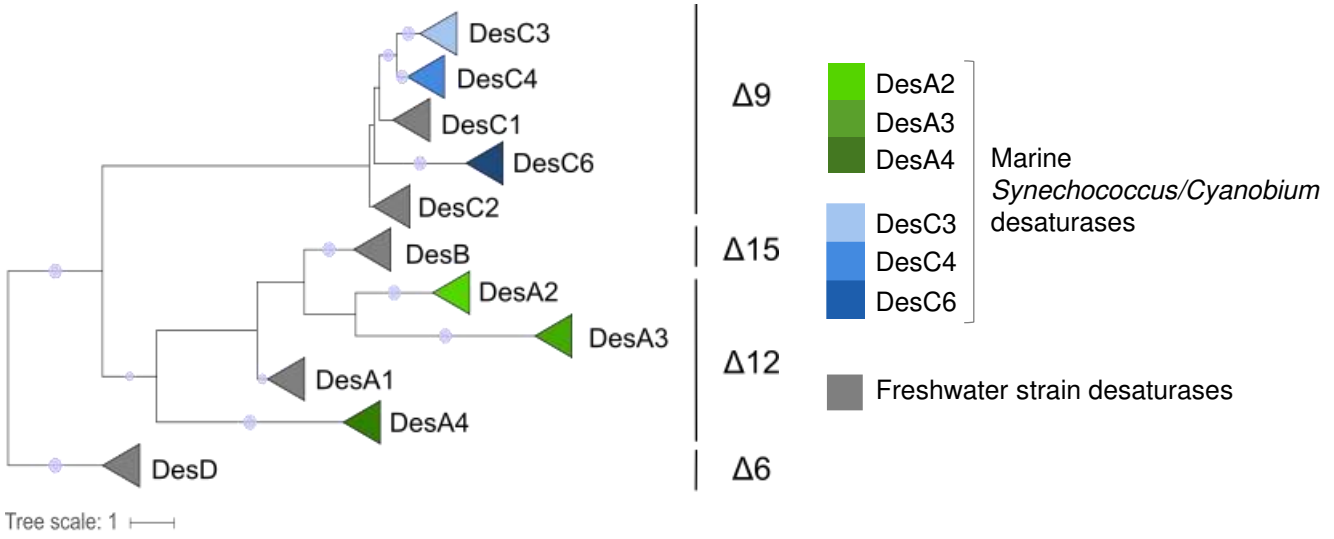 DesC3
DesC4
DesC1
DesC6
DesC2
DesB
DesA2
DesA3
DesA1
DesA4
DesD
Tree scale: 1
Δ9
Δ15
Δ12
Δ6
DesA2
DesA3
DesA4
DesC3
DesC4
DesC6
Marine
Synechococcus/Cyanobium
desaturases
Freshwater strain desaturases